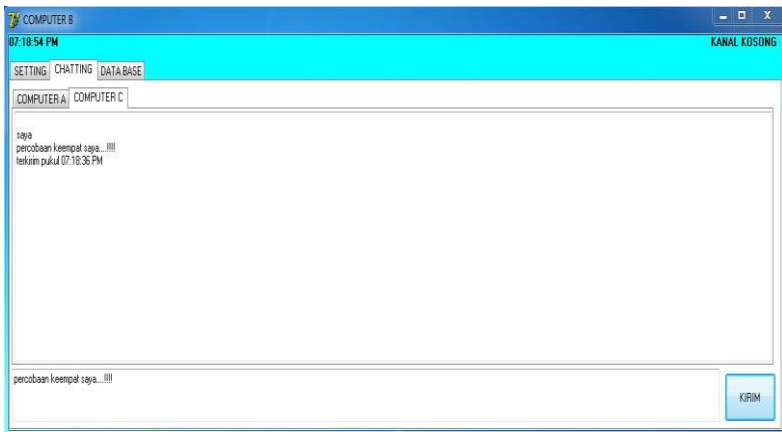 COMPUTER B
07:18:54 PM KANAL KOSONG
SETTING CHATTING DATA BASE
COMPUTER A COMPUTER C
saya
percobaan keempat saya....!!!!
terkirim pukul 07:18:36 PM
percobaan keempat saya....!!!!
KIRIM